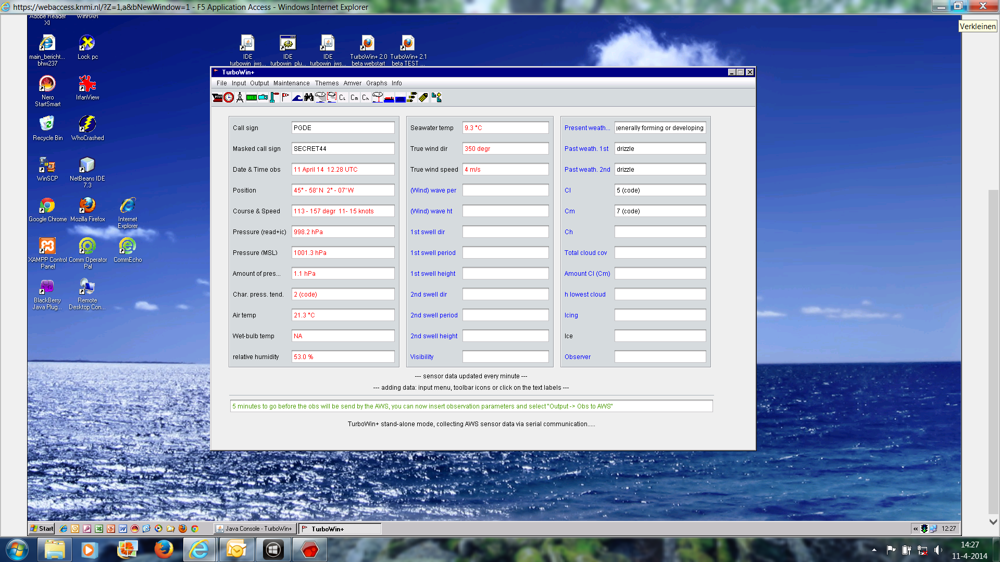 https://webaccess.knmi.nl/?Z=1,a&bNewWindow=1 - F5 Application Access - Windows Internet Explorer
Verkleinen
Adobe Reader XI
WinRAR
main_bericht... bhw237
Lock pc
IDE turbowin_jws...
IDE turbowin_plu...
IDE turbowin_jws...
TurboWin+ 2.0 beta webstart
TurboWin+ 2.1 beta TEST ...
Nero StartSmart
IrfanView
Recycle Bin
WhoCrashed
WinSCP
NetBeans IDE 7.3
Google Chrome
Mozilla Firefox
Internet Explorer
XAMPP Control Panel
Comm Operator Pal
CommEcho
BlackBerry Java Plug...
Remote Desktop Con...
TurboWin+
File Input Output Maintenance Themes Amver Graphs Info
CL CM Ch
Call sign PGDE
Masked call sign SECRET44
Date & Time obs 11 April 14 12.28 UTC
Position 45° - 58' N 2° - 07' W
Course & Speed 113 - 157 degr 11- 15 knots
Pressure (read+ic) 998.2 hPa
Pressure (MSL) 1001.3 hPa
Amount of pres... 1.1 hPa
Char. press. tend. 2 (code)
Air temp 21.3 °C
Wet-bulb temp NA
relative humidity 53.0 %
Seawater temp 9.3 °C
True wind dir 350 degr
True wind speed 4 m/s
(Wind) wave per
(Wind) wave ht
1st swell dir
1st swell period
1st swell height
2nd swell dir
2nd swell period
2nd swell height
Visibility
Present weath... generally forming or developing
Past weath. 1st drizzle
Past weath. 2nd drizzle
Cl 5 (code)
Cm 7 (code)
Ch
Total cloud cov
Amount Cl (Cm)
h lowest cloud
Icing
Ice
Observer
--- sensor data updated every minute ---
--- adding data: input menu, toolbar icons or click on the text labels ---
5 minutes to go before the obs will be send by the AWS, you can now insert observation parameters and select "Output -> Obs to AWS"
TurboWin+ stand-alone mode, collecting AWS sensor data via serial communication.....
Start
Java Console - TurboWin+
TurboWin+
« 12:27
14:27
11-4-2014